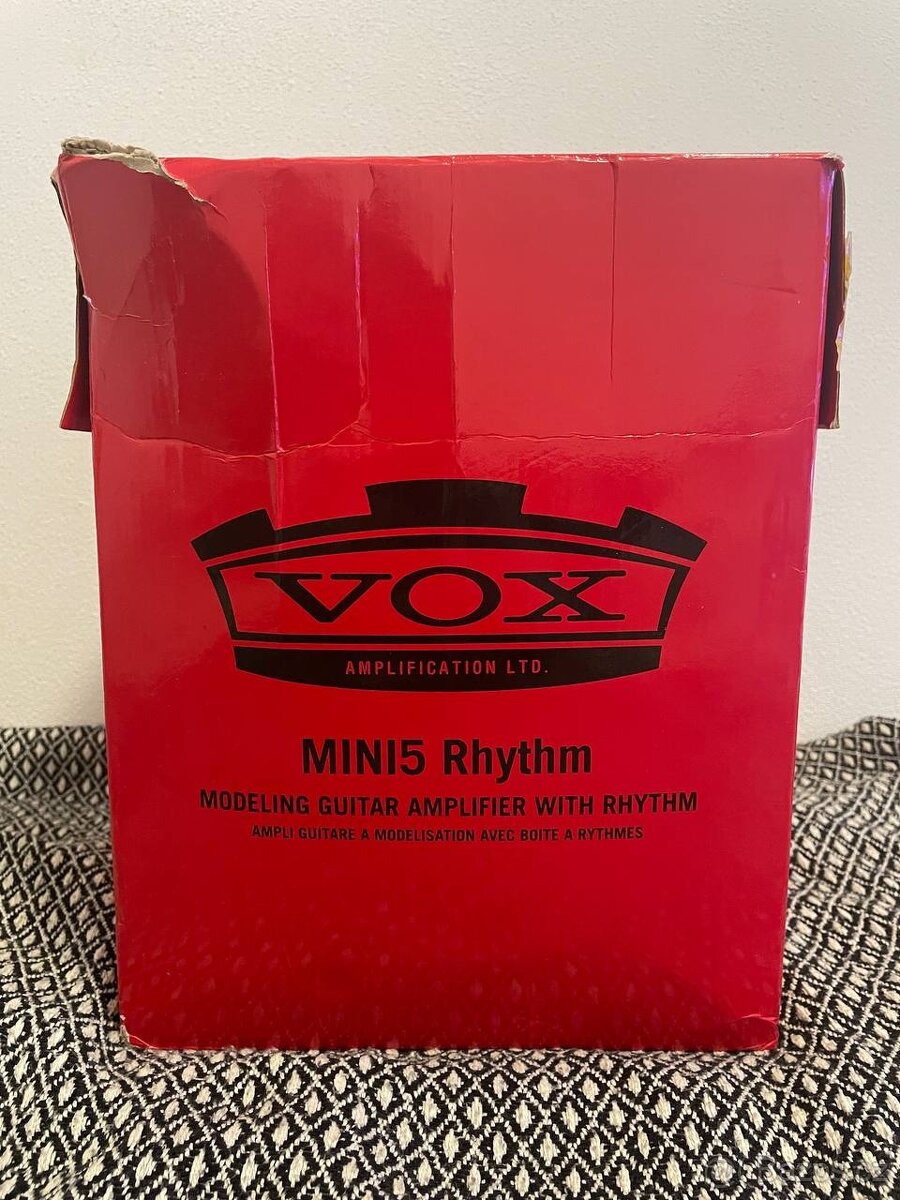 VOX
AMPLIFICATION LTD.
MINI5 Rhythm
MODELING GUITAR AMPLIFIER WITH RHYTHM
AMPLI GUITARE A MODELISATION AVEC BOITE A RYTHMES